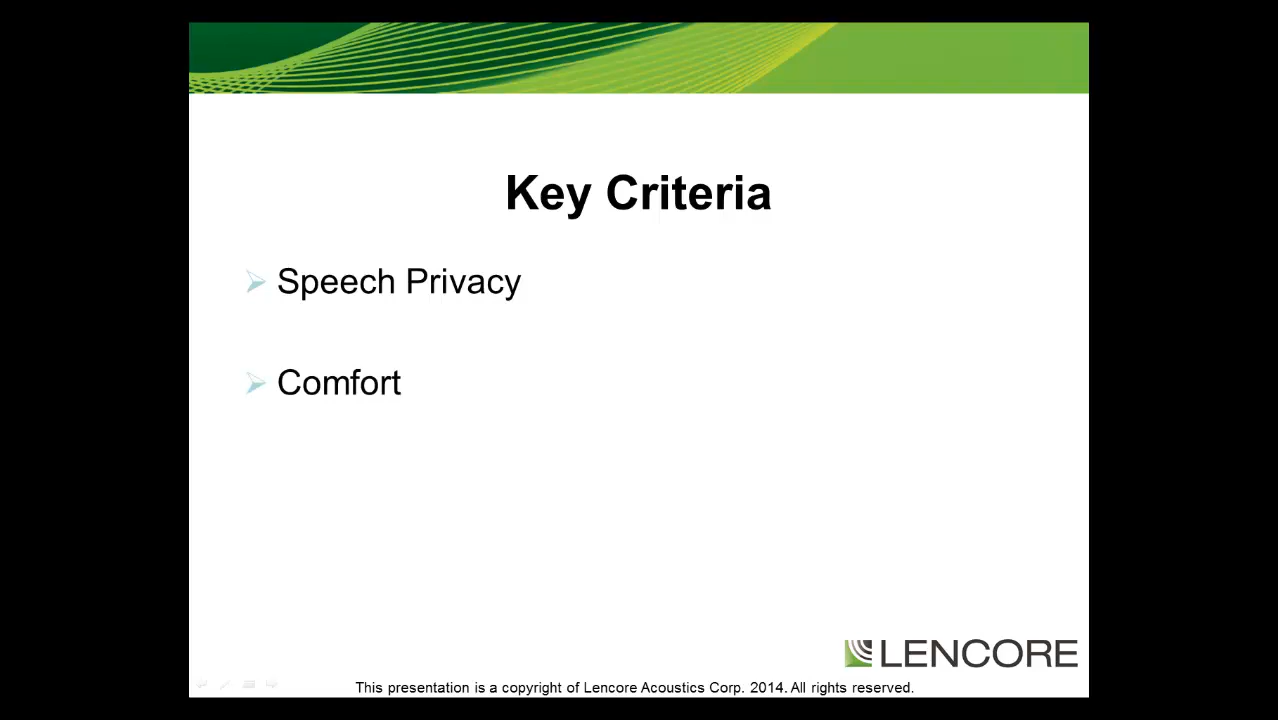 Key Criteria
Speech Privacy
Comfort
LENCORE
This presentation is a copyright of Lencore Acoustics Corp. 2014. All rights reserved.